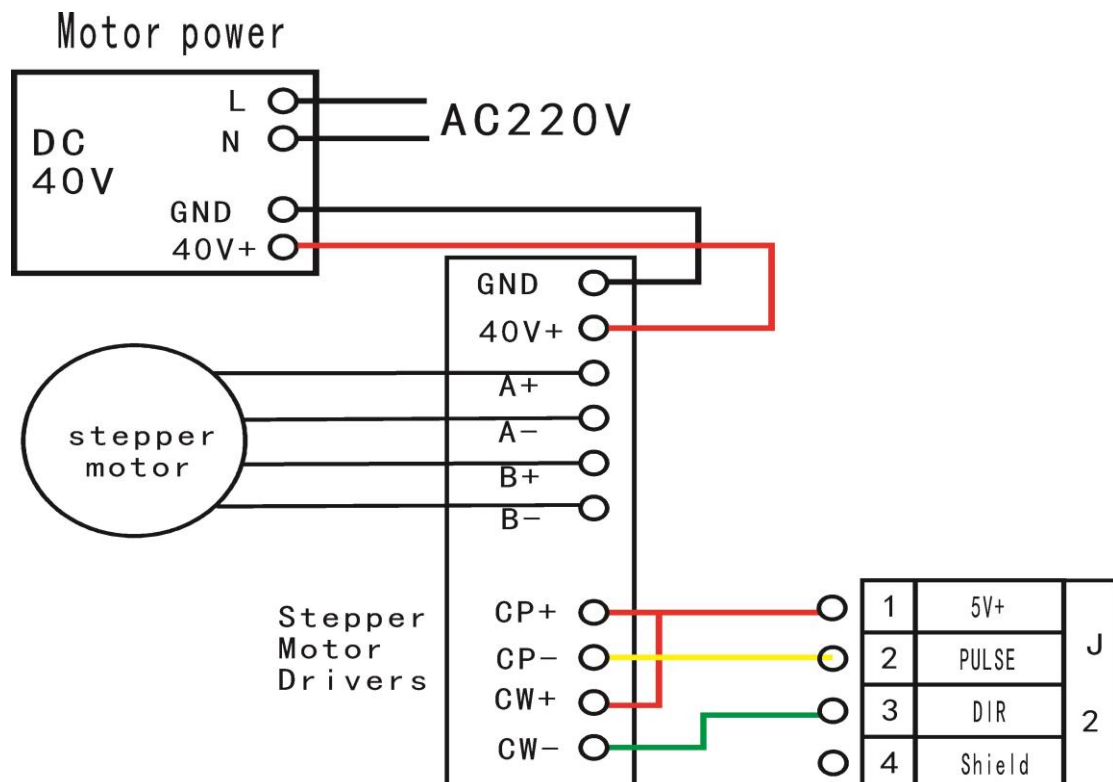 Motor power
L
AC220V
N
DC
40V
GND
40V+
GND
40V+
A+
stepper
motor
A-
B+
B-
Stepper
Motor
Drivers
CP+
CP-
CW+
CW-
1 5V+
2 PULSE
3 DIR
4 Shield
J
2